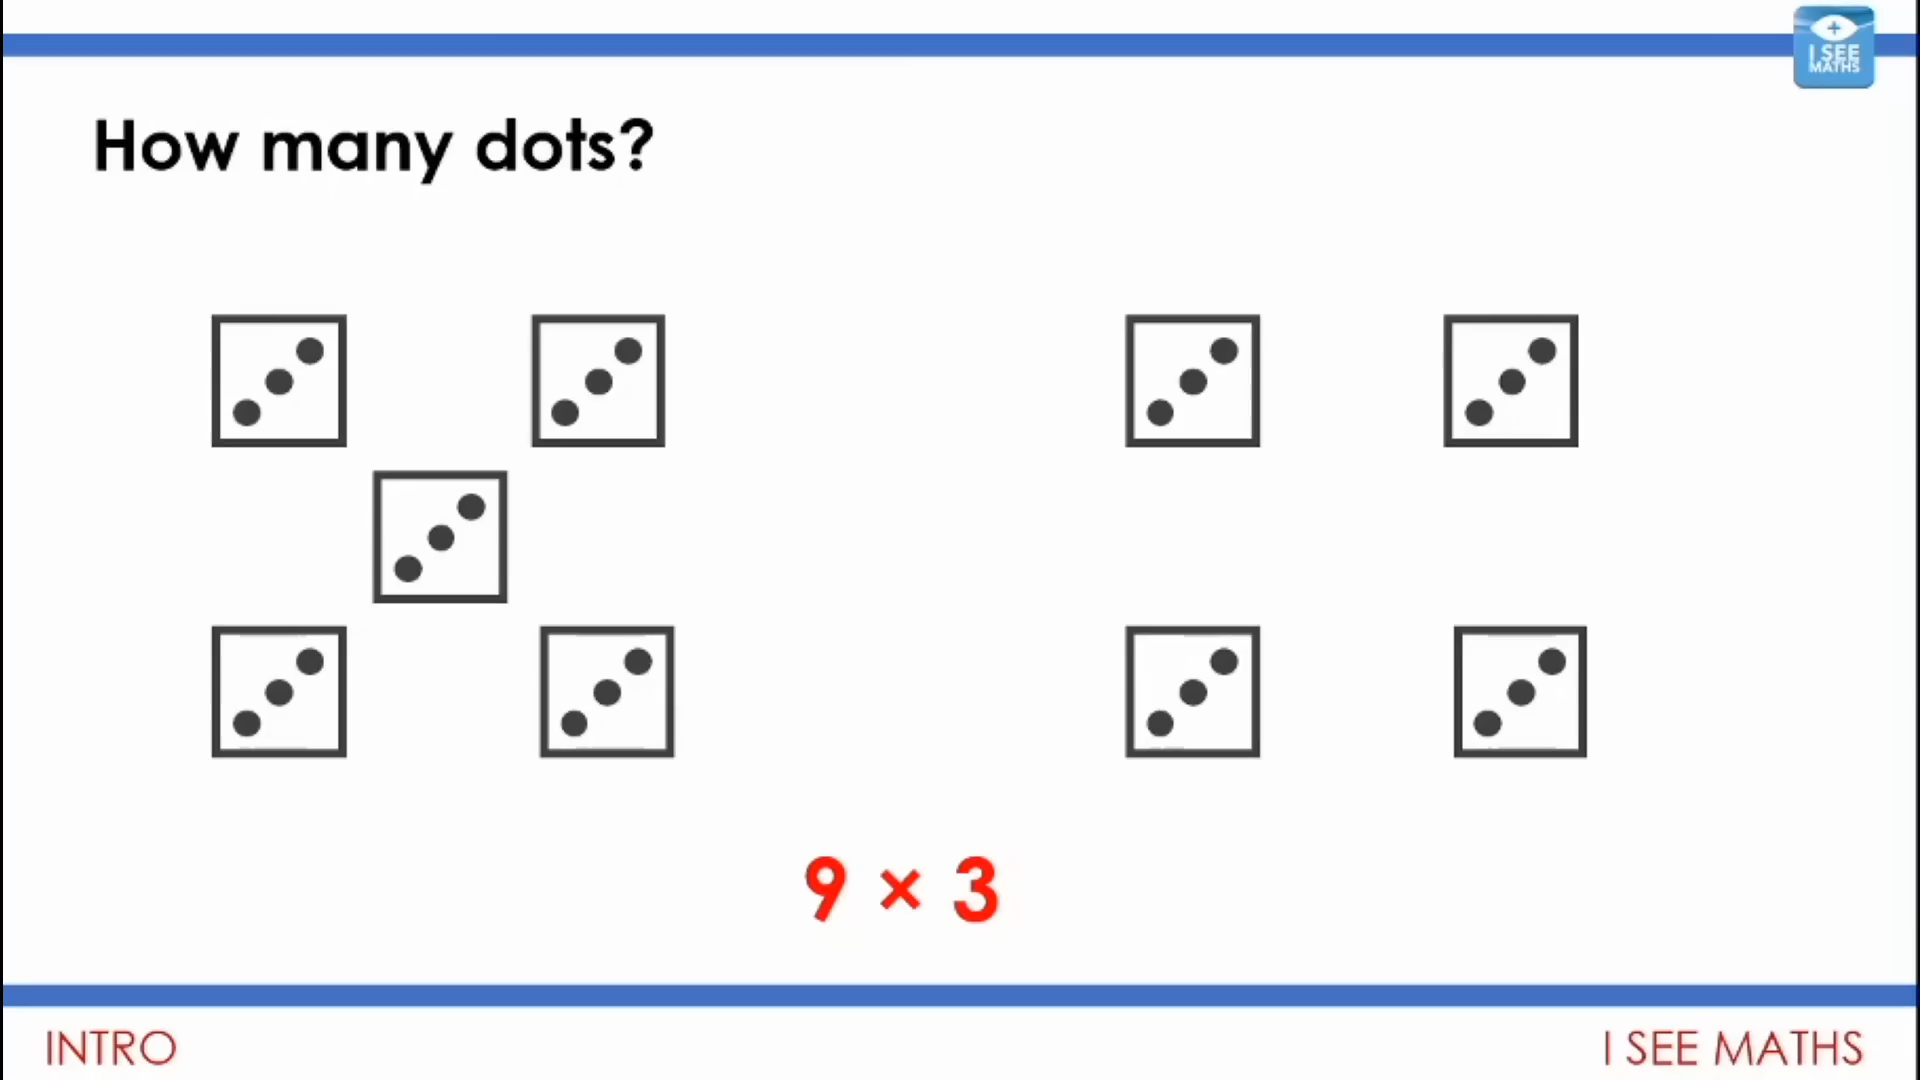 I SEE
MATHS
How many dots?
9 × 3
INTRO
I SEE MATHS